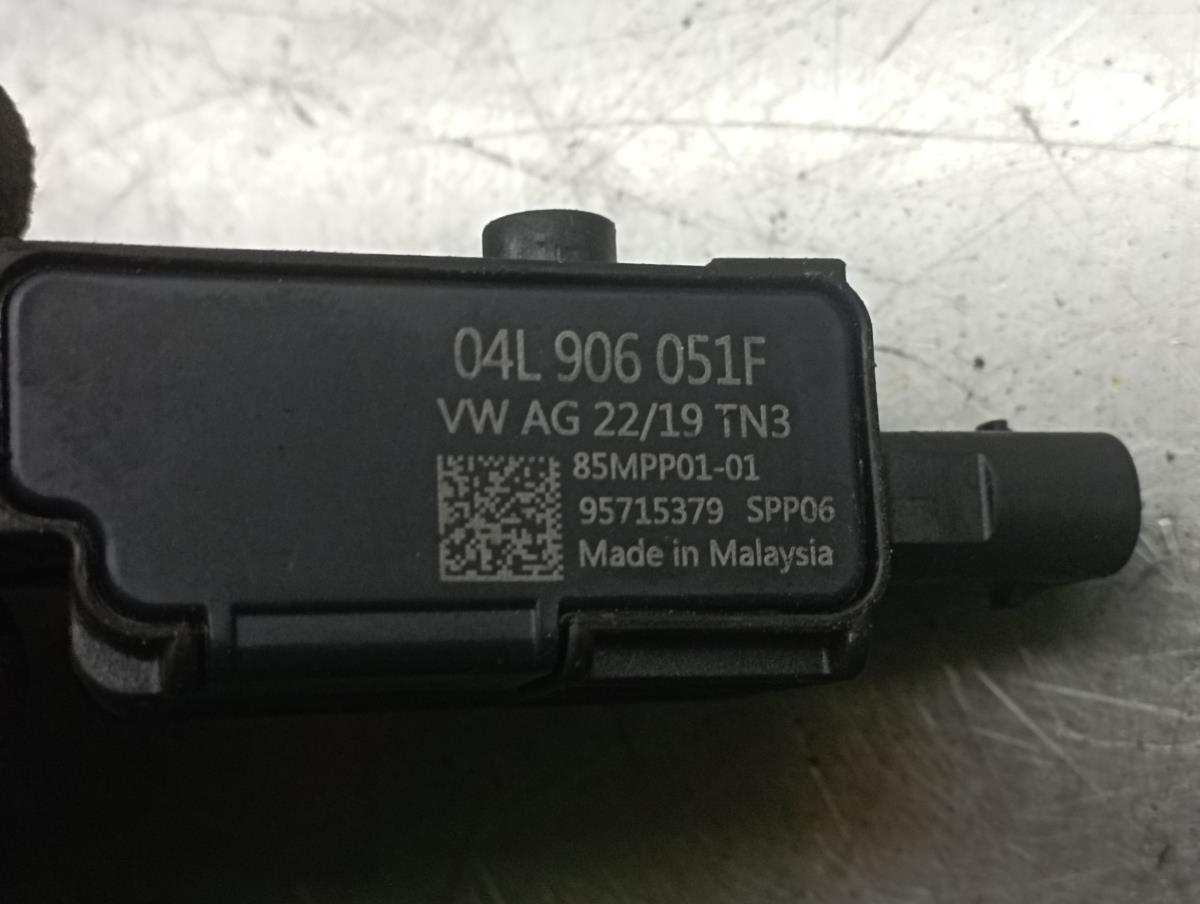 04L 906 051F
VW AG 22/19 TN3
85MPP01-01
95715379 SPP06
Made in Malaysia